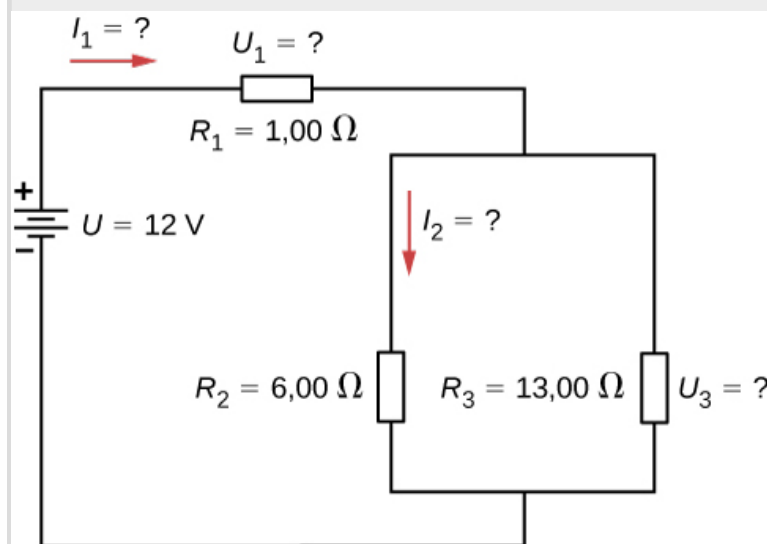 I₁ = ?
U₁ = ?
R₁ = 1,00 Ω
+
U = 12 V
−
I₂ = ?
R₂ = 6,00 Ω
R₃ = 13,00 Ω
U₃ = ?